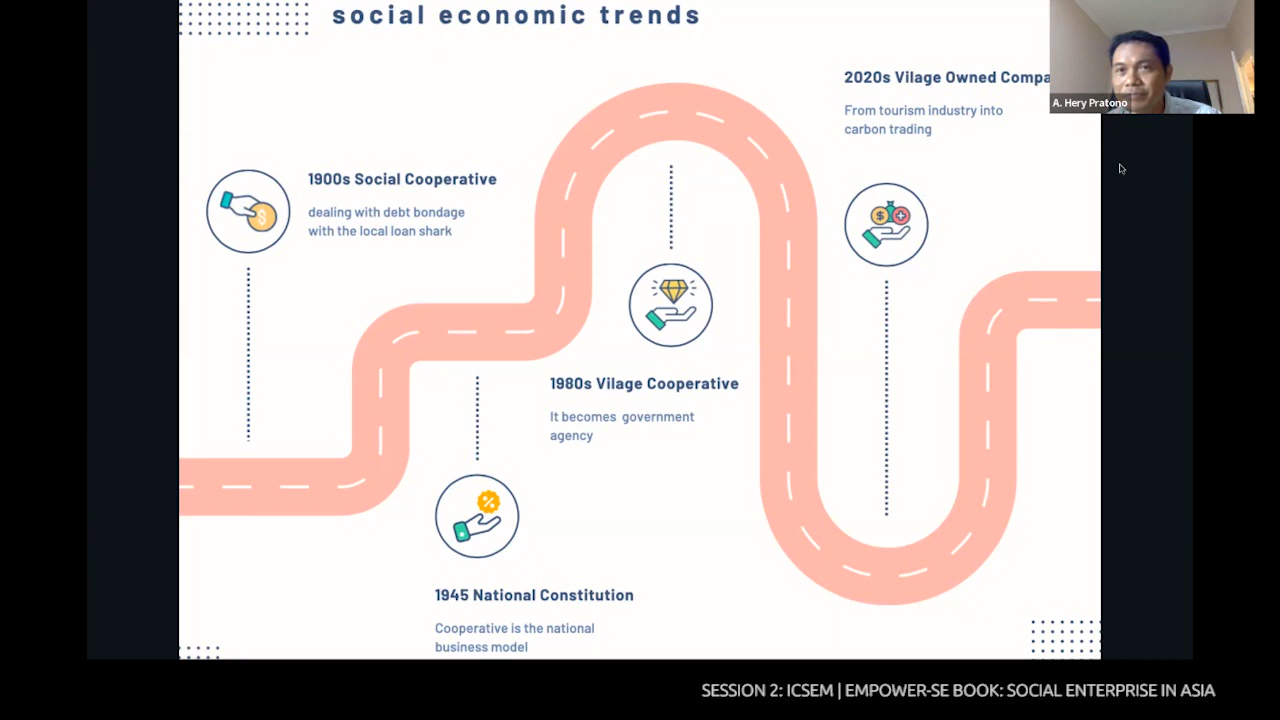 social economic trends
2020s Vilage Owned Compa
From tourism industry into
carbon trading
A. Hery Pratono
1900s Social Cooperative
dealing with debt bondage
with the local loan shark
$
$
1980s Vilage Cooperative
It becomes government
agency
%
1945 National Constitution
Cooperative is the national
business model
SESSION 2: ICSEM | EMPOWER-SE BOOK: SOCIAL ENTERPRISE IN ASIA